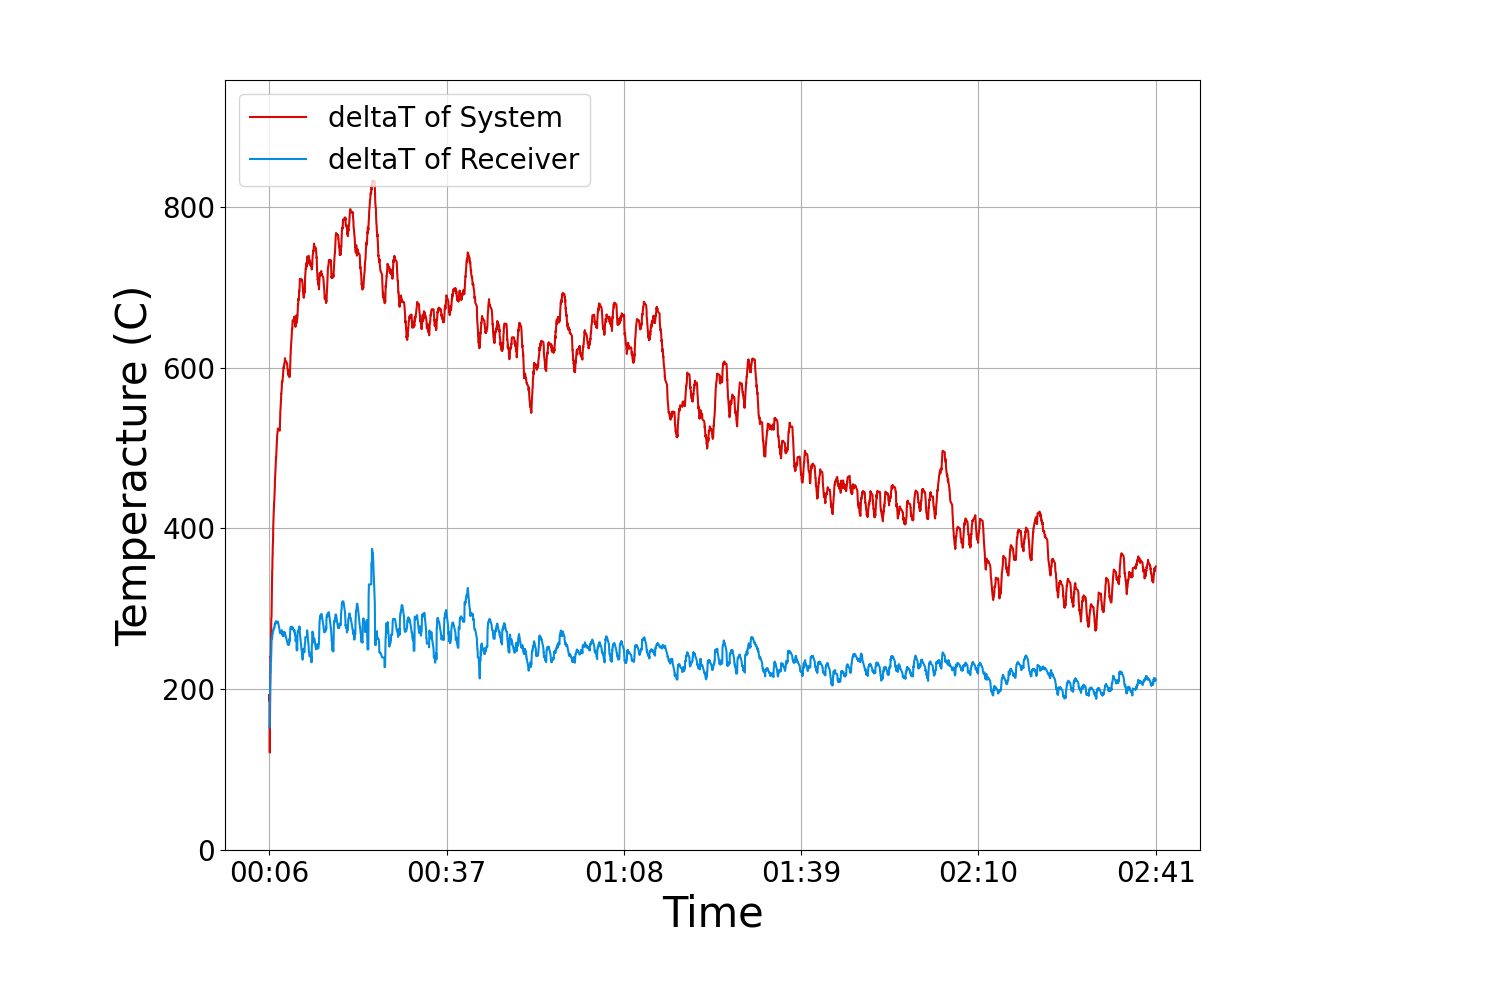 deltaT of System
deltaT of Receiver
800
600
400
200
0
Temperacture (C)
00:06 00:37 01:08 01:39 02:10 02:41
Time